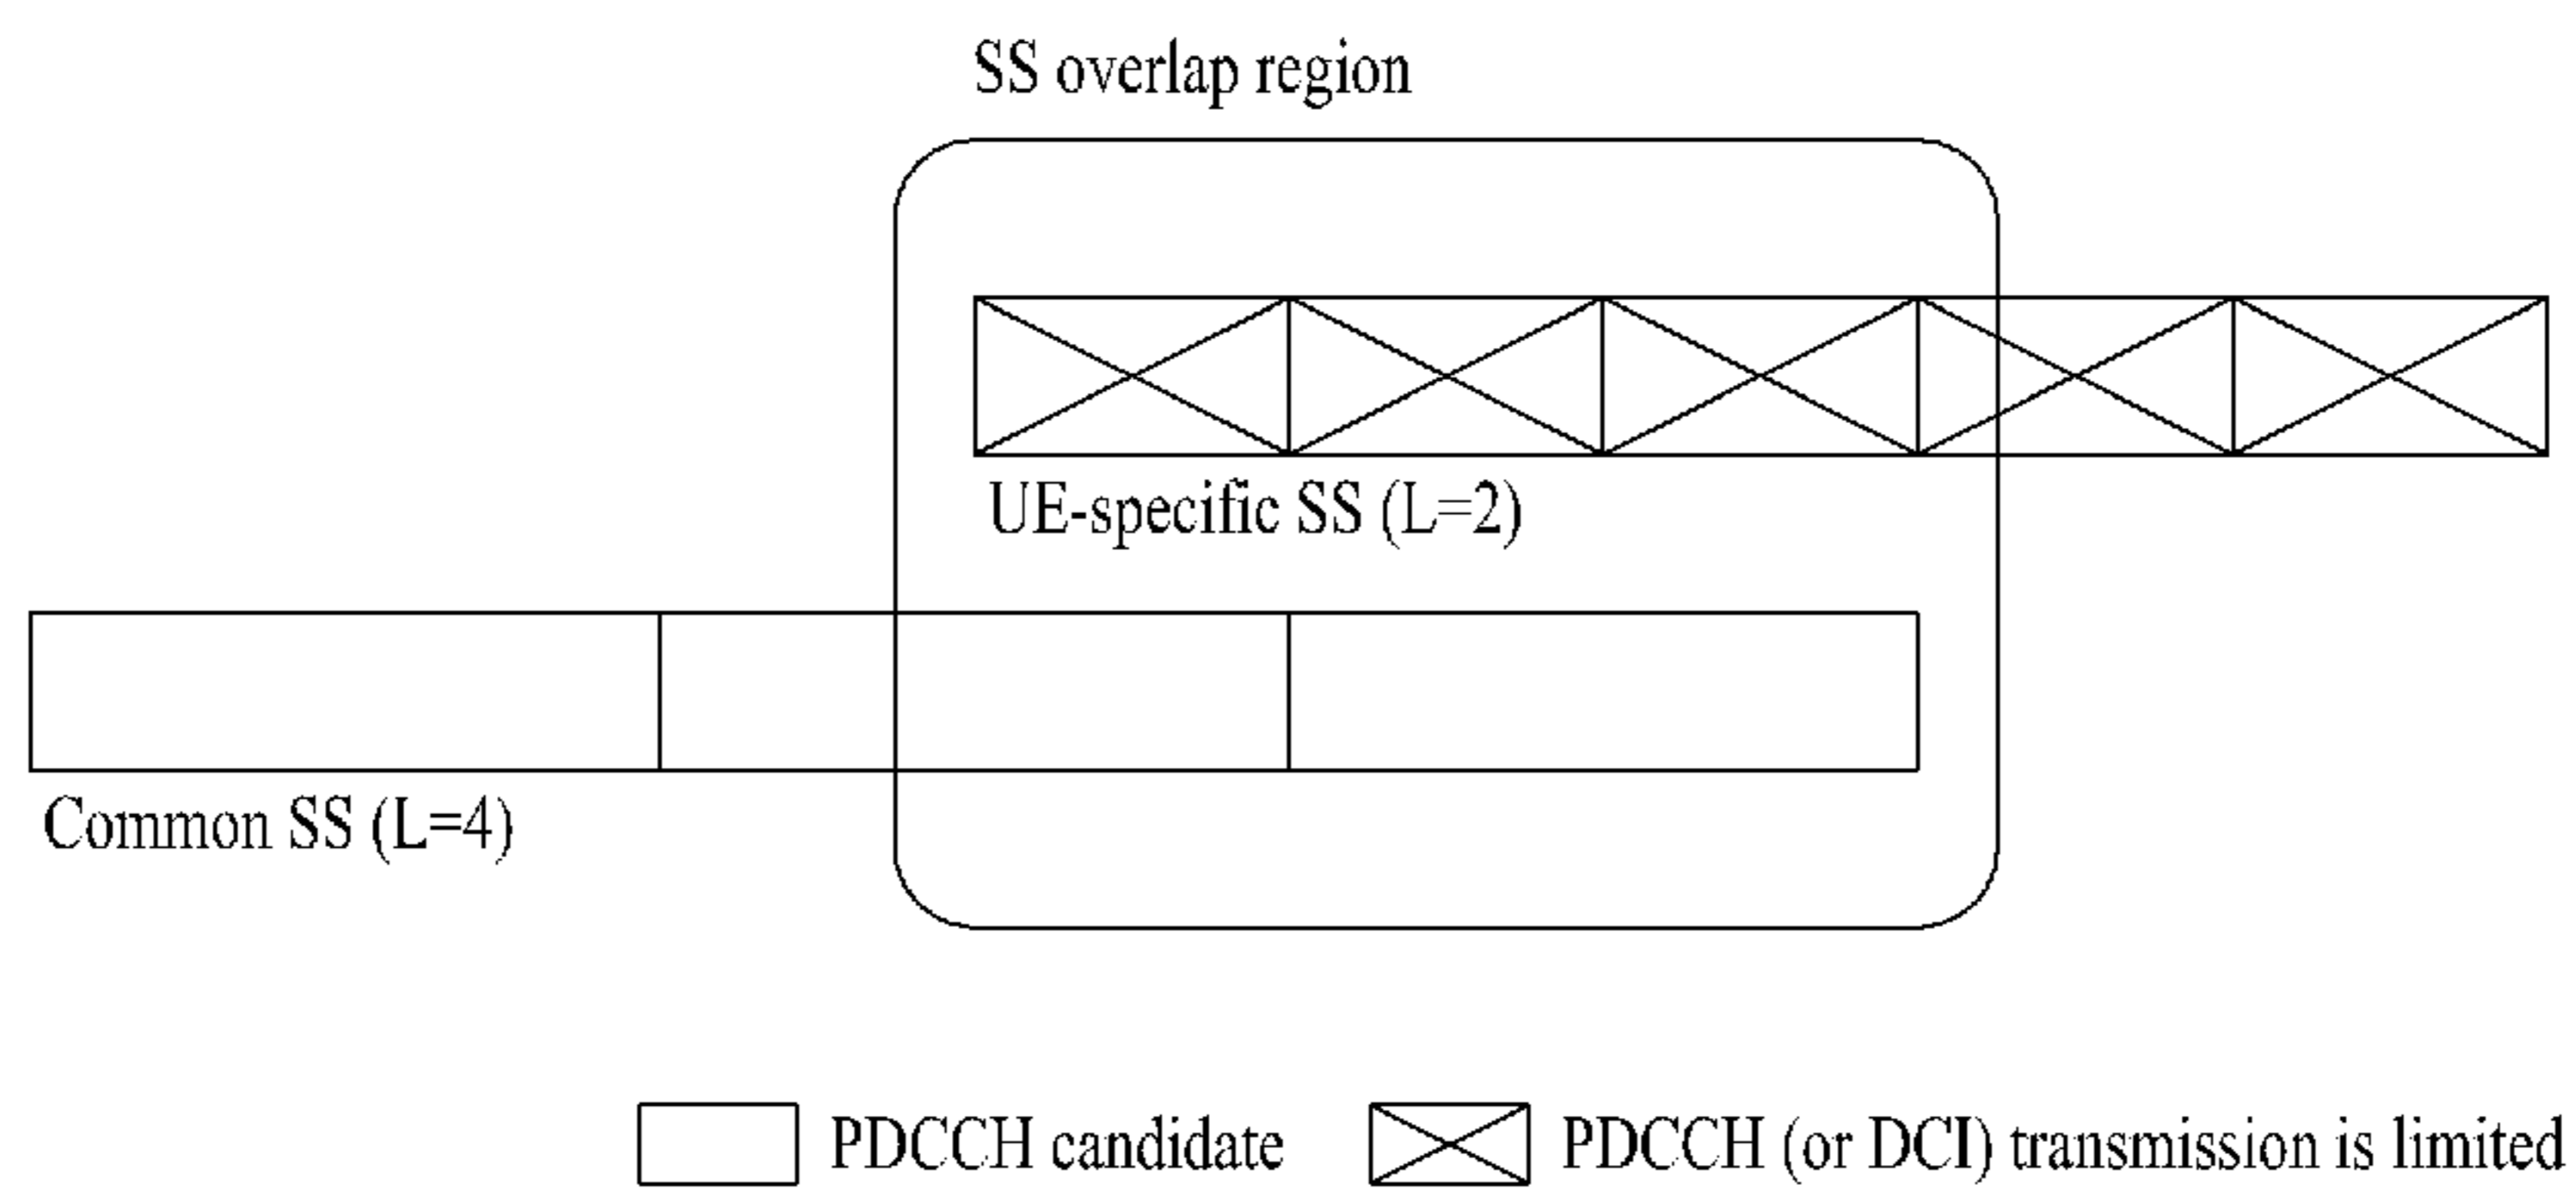 SS overlap region
UE-specific SS (L=2)
Common SS (L=4)
PDCCH candidate
PDCCH (or DCI) transmission is limited